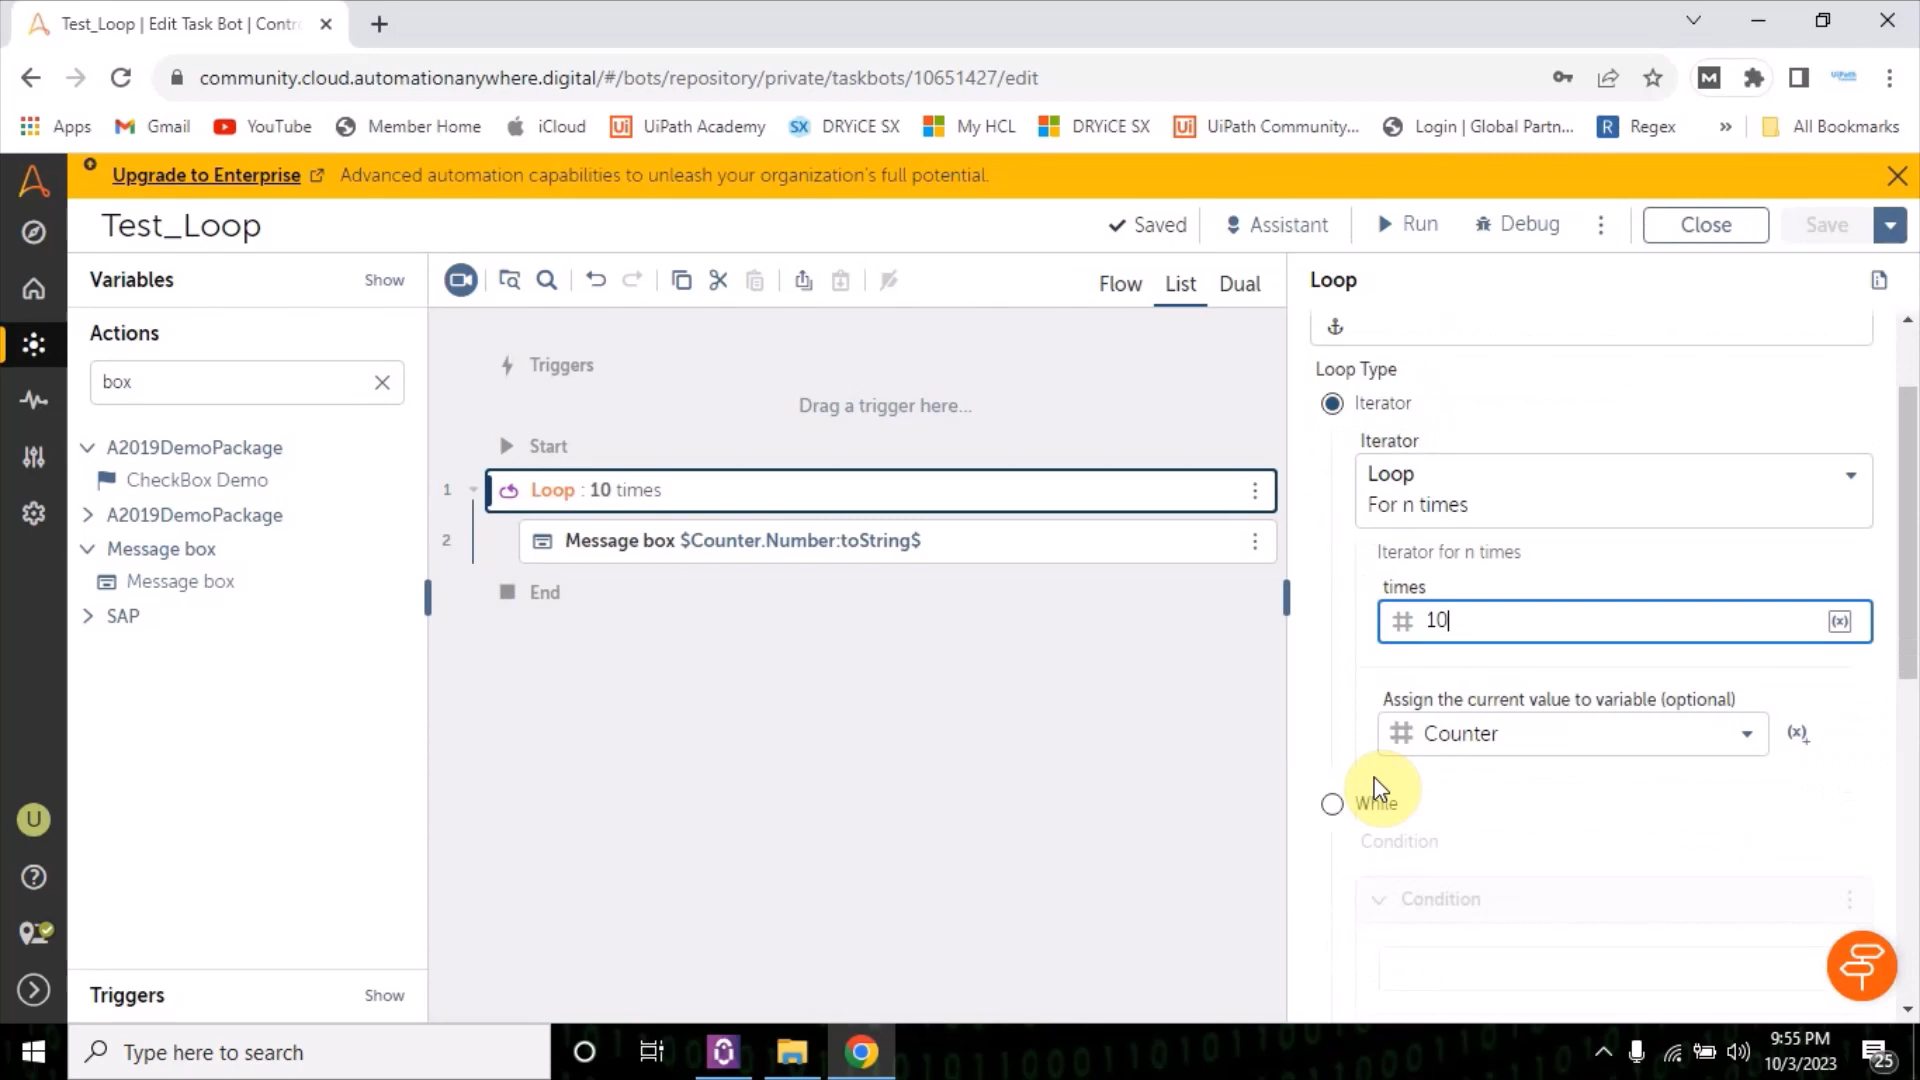 Test_Loop | Edit Task Bot | Contr
community.cloud.automationanywhere.digital/#/bots/repository/private/taskbots/10651427/edit
M
UiPath
Apps
Gmail
YouTube
Member Home
iCloud
Ui UiPath Academy
SX DRYiCE SX
My HCL
DRYiCE SX
Ui UiPath Community...
Login | Global Partn...
R Regex
»
All Bookmarks
Upgrade to Enterprise Advanced automation capabilities to unleash your organization's full potential.
Test_Loop
Saved
Assistant
Run
Debug
Close
Save
Variables
Show
Flow
List
Dual
Loop
Actions
box
A2019DemoPackage
CheckBox Demo
A2019DemoPackage
Message box
Message box
SAP
Triggers
Show
Triggers
Drag a trigger here...
Start
1 Loop : 10 times
2 Message box $Counter.Number:toString$
End
Loop Type
Iterator
Iterator
Loop
For n times
Iterator for n times
times
10
(x)
Assign the current value to variable (optional)
Counter
(x)+
While
Condition
Condition
U
Type here to search
9:55 PM
10/3/2023
25